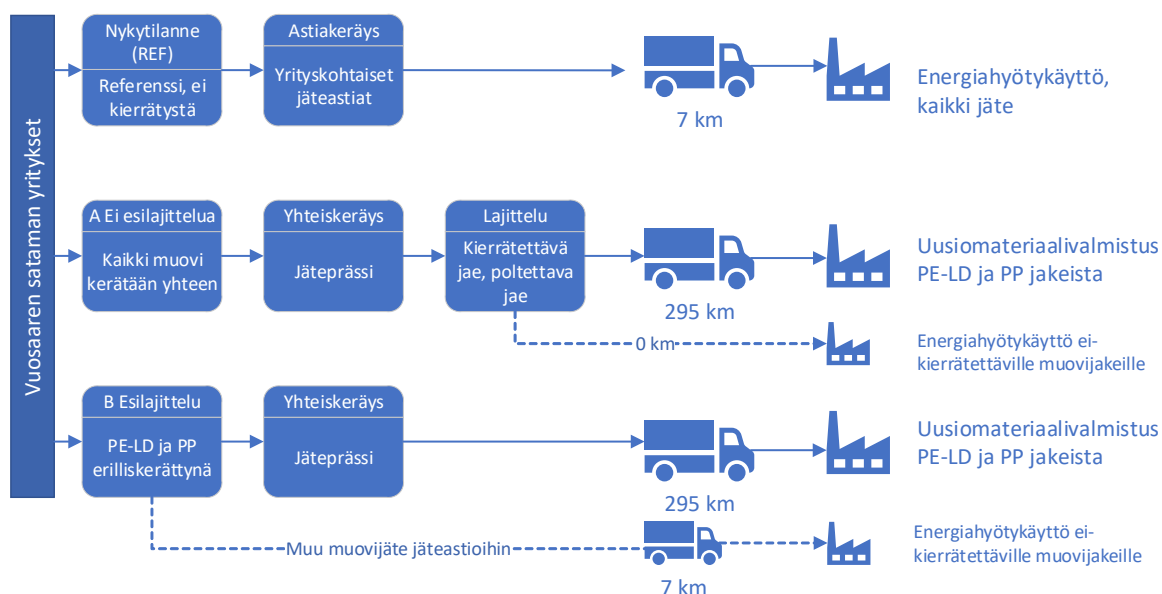 Vuosaaren sataman yritykset
Nykytilanne
(REF)
Referenssi, ei
kierrätystä
Astiakeräys
Yrityskohtaiset
jäteastiat
7 km
Energiahyötykäyttö,
kaikki jäte
A Ei esilajittelua
Kaikki muovi
kerätään yhteen
Yhteiskeräys
Jäteprässi
Lajittelu
Kierrätettävä
jae, poltettava
jae
295 km
Uusiomateriaalivalmistus
PE-LD ja PP jakeista
0 km
Energiahyötykäyttö ei-
kierrätettäville muovijakeille
B Esilajittelu
PE-LD ja PP
erilliskerättynä
Yhteiskeräys
Jäteprässi
295 km
Uusiomateriaalivalmistus
PE-LD ja PP jakeista
Muu muovijäte jäteastioihin
7 km
Energiahyötykäyttö ei-
kierrätettäville muovijakeille